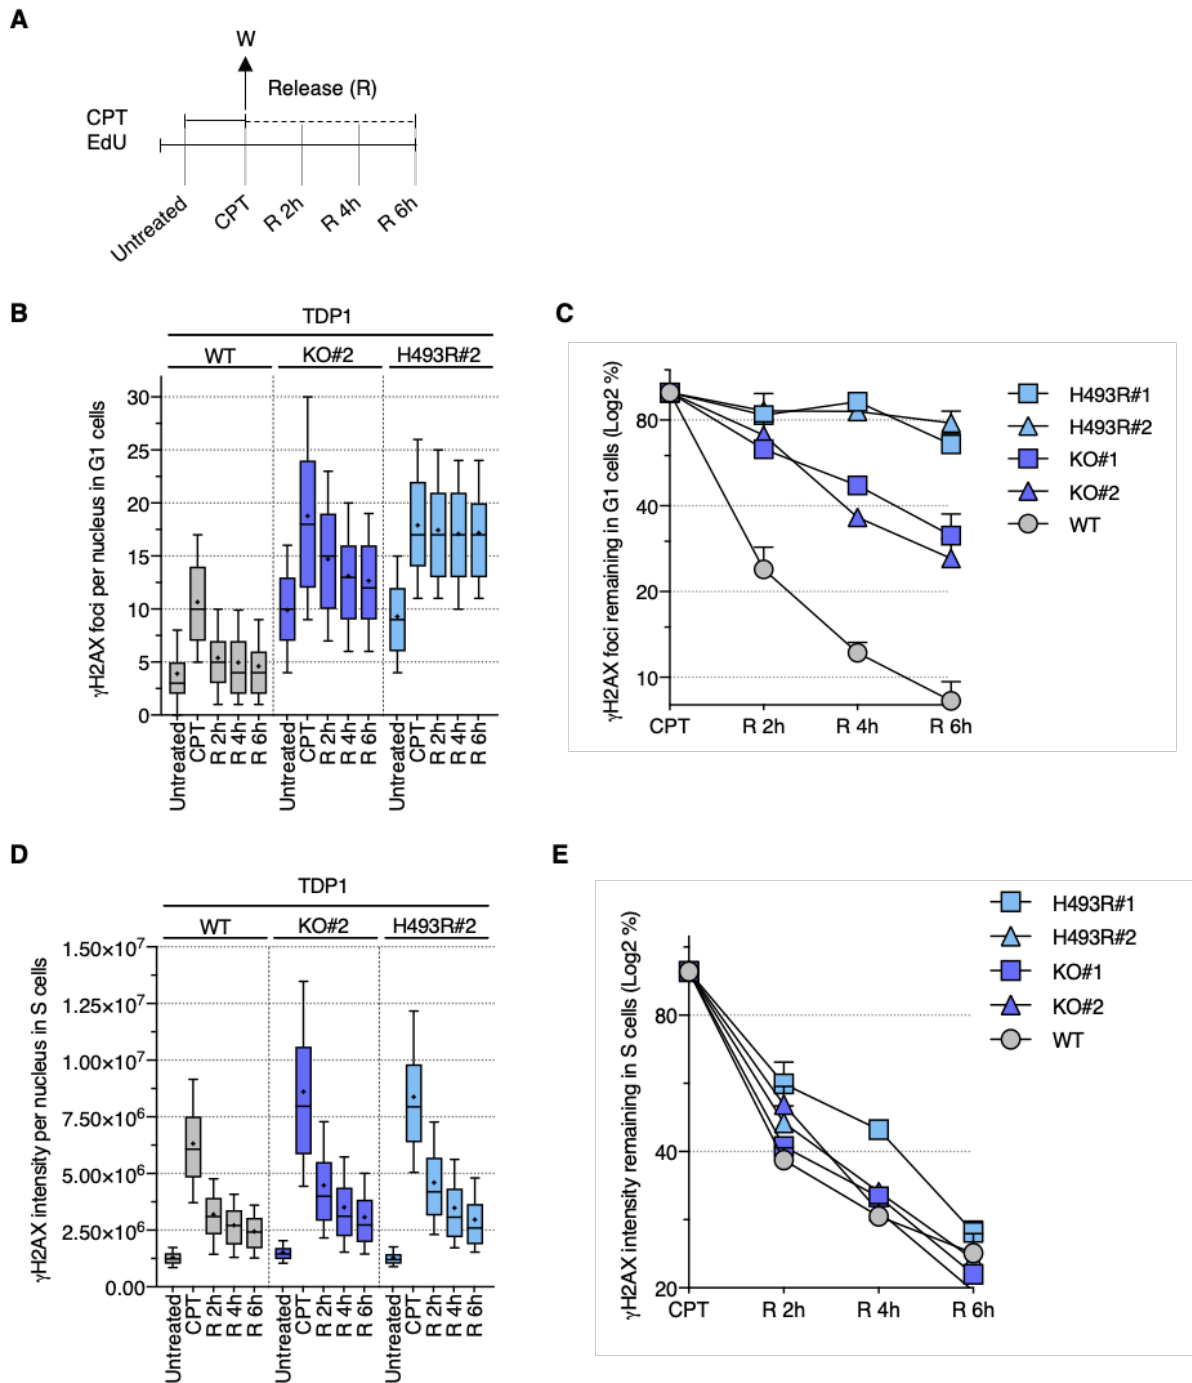 A
W
Release (R)
CPT
EdU
Untreated
CPT
R 2h
R 4h
R 6h
B
TDP1
WT
KO#2
H493R#2
γH2AX foci per nucleus in G1 cells
30
25
20
15
10
5
0
Untreated
CPT
R 2h
R 4h
R 6h
Untreated
CPT
R 2h
R 4h
R 6h
Untreated
CPT
R 2h
R 4h
R 6h
C
γH2AX foci remaining in G1 cells (Log2 %)
80
40
20
10
CPT
R 2h
R 4h
R 6h
H493R#1
H493R#2
KO#1
KO#2
WT
D
TDP1
WT
KO#2
H493R#2
γH2AX intensity per nucleus in S cells
1.50×10⁷
1.25×10⁷
1.00×10⁷
7.50×10⁶
5.00×10⁶
2.50×10⁶
0.00
Untreated
CPT
R 2h
R 4h
R 6h
Untreated
CPT
R 2h
R 4h
R 6h
Untreated
CPT
R 2h
R 4h
R 6h
E
γH2AX intensity remaining in S cells (Log2 %)
80
40
20
CPT
R 2h
R 4h
R 6h
H493R#1
H493R#2
KO#1
KO#2
WT